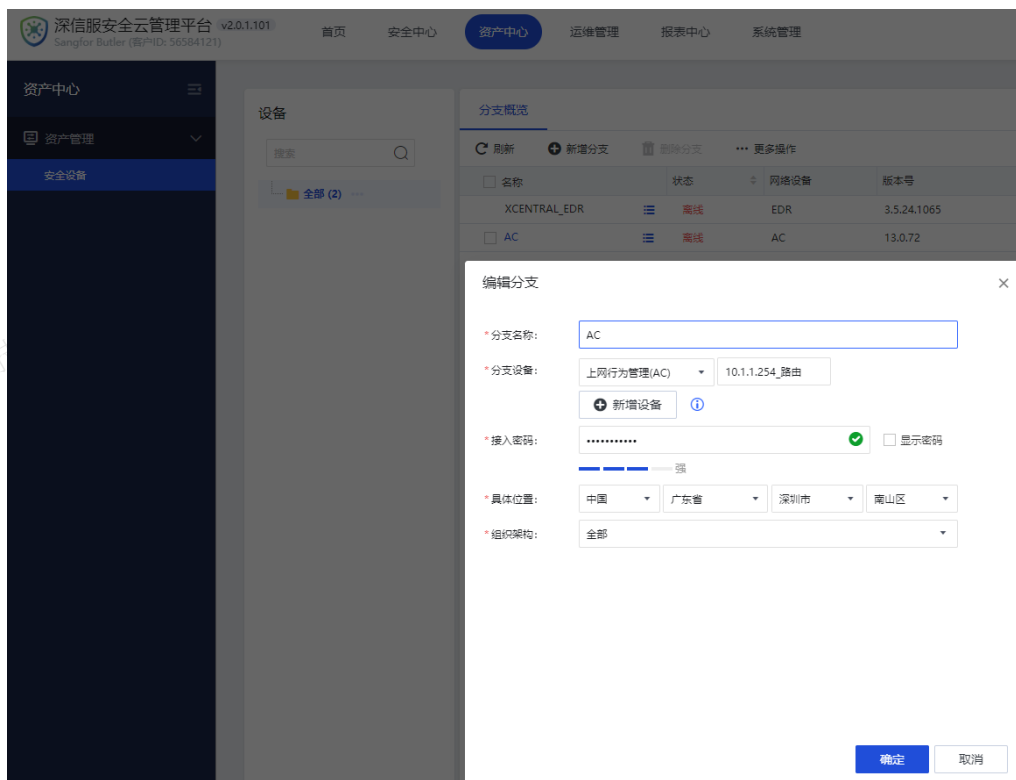 深信服安全云管理平台 v2.0.1.101 首页 安全中心 资产中心 运维管理 报表中心 系统管理
Sangfor Butler (客户ID: 56584121)
资产中心
资产管理
安全设备
设备
搜索
全部 (2) ···
分支概览
刷新 新增分支 删除分支 ··· 更多操作
名称 状态 网络设备 版本号
XCENTRAL_EDR 离线 EDR 3.5.24.1065
AC 离线 AC 13.0.72
编辑分支
*分支名称: AC
*分支设备: 上网行为管理(AC) 10.1.1.254_路由
新增设备
*接入密码: ••••••••••• 显示密码
强
*具体位置: 中国 广东省 深圳市 南山区
*组织架构: 全部
确定 取消